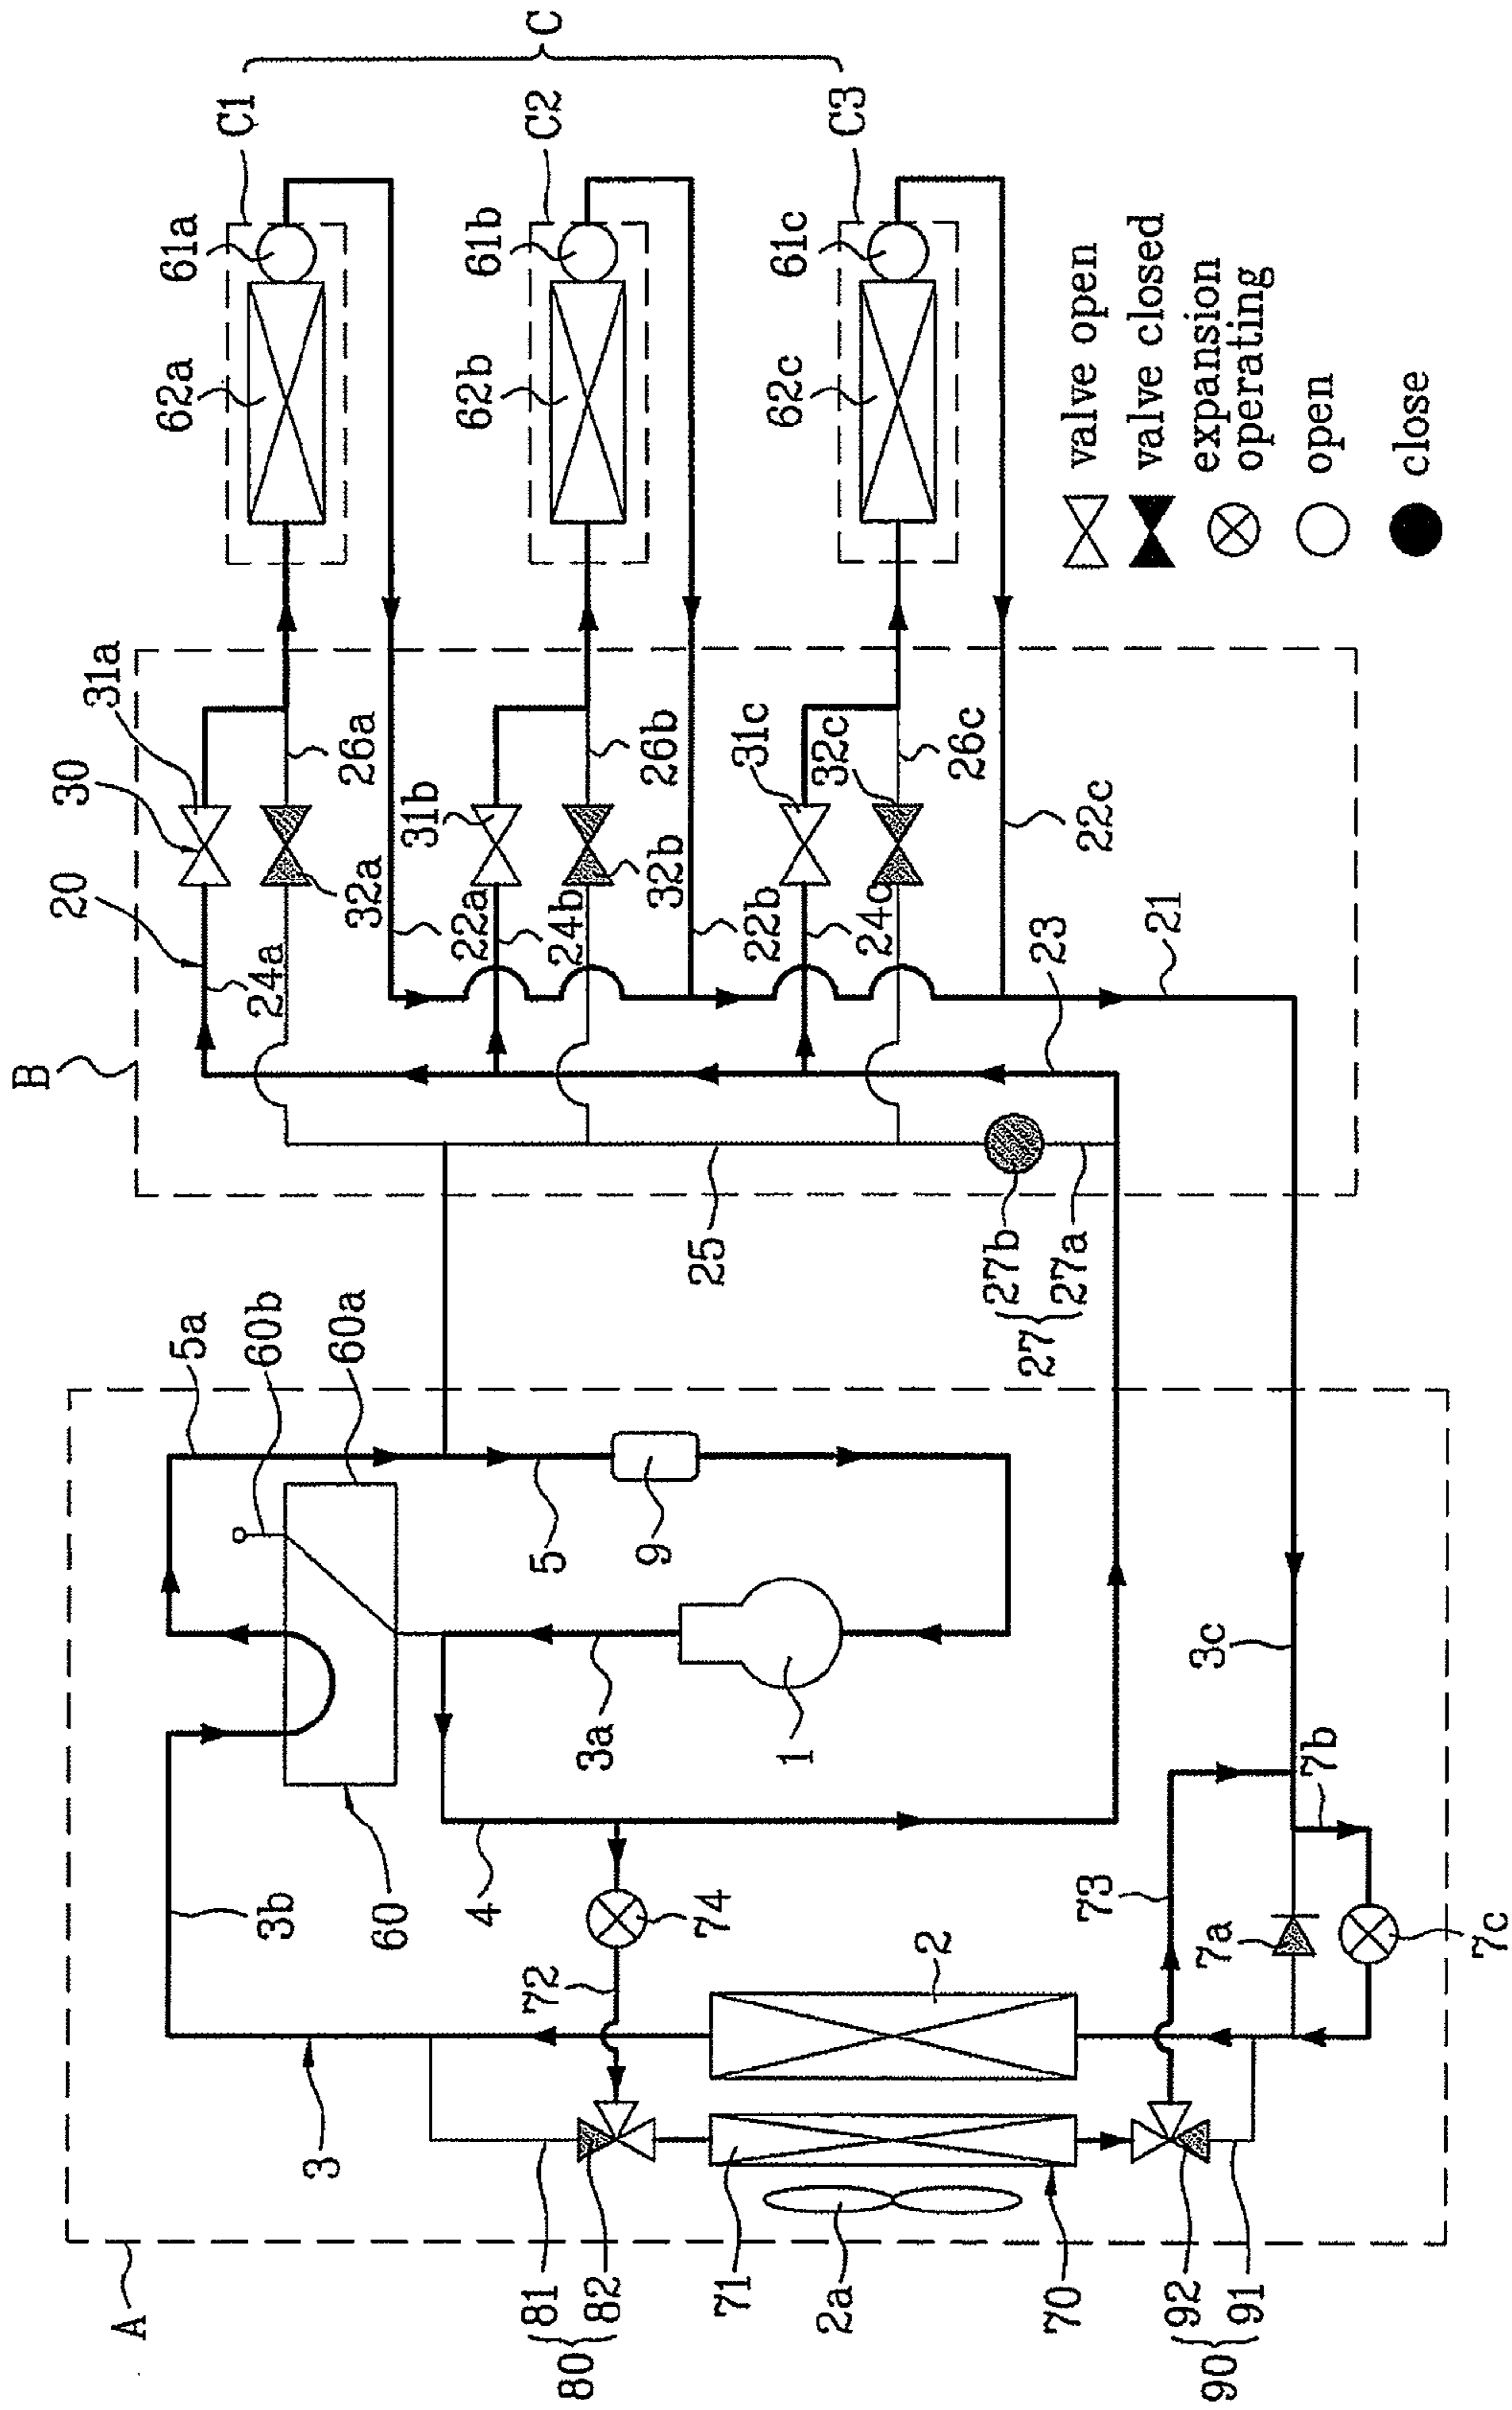 C
C1
C2
C3
61a
61b
61c
62a
62b
62c
valve open
valve closed
expansion
operating
open
close
B
20
30
31a
26a
31b
26b
31c
32c
26c
24a
32a
22a
24b
32b
22b
24c
22c
23
21
25
27b
27a
27
A
5a
60b
60a
5
9
3a
1
3c
3b
60
4
74
72
73
7b
7a
7c
2
3
81
82
80
71
2a
70
92
91
90